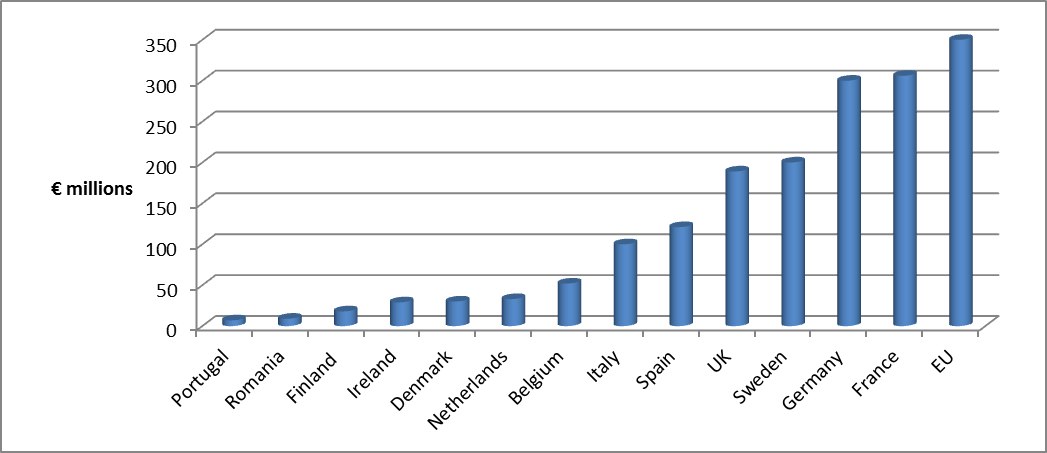 350
300
250
200
€ millions
150
100
50
0
Portugal
Romania
Finland
Ireland
Denmark
Netherlands
Belgium
Italy
Spain
UK
Sweden
Germany
France
EU